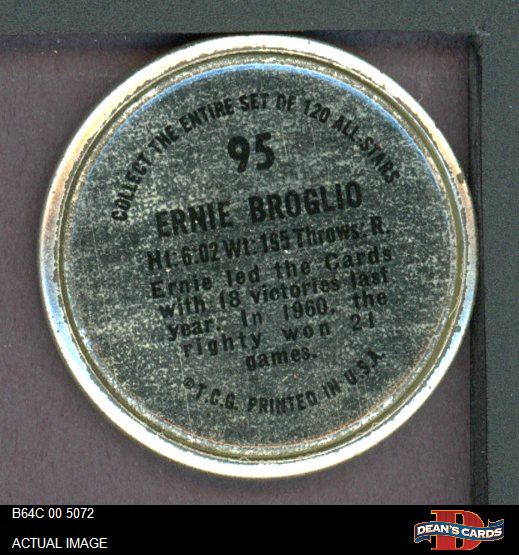 COLLECT THE ENTIRE SET OF 120 ALL-STARS
95
ERNIE BROGLIO
Ht: 6.02 Wt: 195 Throws: R.
Ernie led the Cards
with 18 victories last
year. In 1960, the
righty won 21
games.
©T.C.G. PRINTED IN U.S.A.
B64C 00 5072
ACTUAL IMAGE
D
DEAN'S CARDS